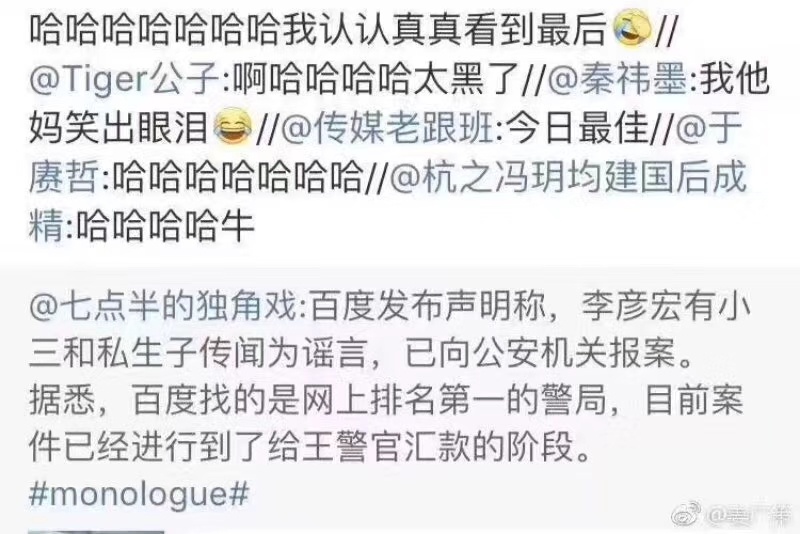 哈哈哈哈哈哈哈我认认真真看到最后🤣//
@Tiger公子:啊哈哈哈哈太黑了//@秦祎墨:我他
妈笑出眼泪😂//@传媒老跟班:今日最佳//@于
赓哲:哈哈哈哈哈哈哈//@杭之冯玥均建国后成
精:哈哈哈哈牛
@七点半的独角戏:百度发布声明称，李彦宏有小
三和私生子传闻为谣言，已向公安机关报案。
据悉，百度找的是网上排名第一的警局，目前案
件已经进行到了给王警官汇款的阶段。
#monologue#